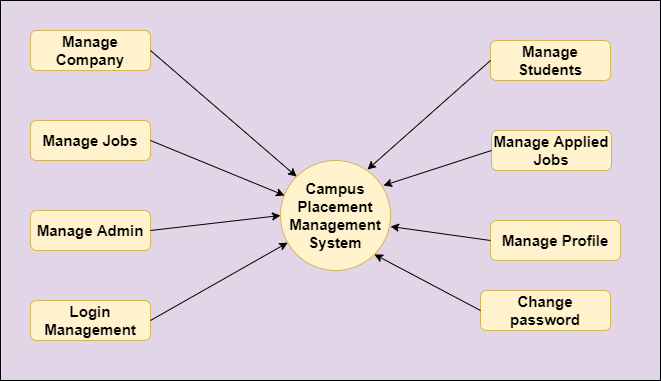 Manage
Company
Manage Jobs
Manage Admin
Login
Management
Campus
Placement
Management
System
Manage
Students
Manage Applied
Jobs
Manage Profile
Change
password